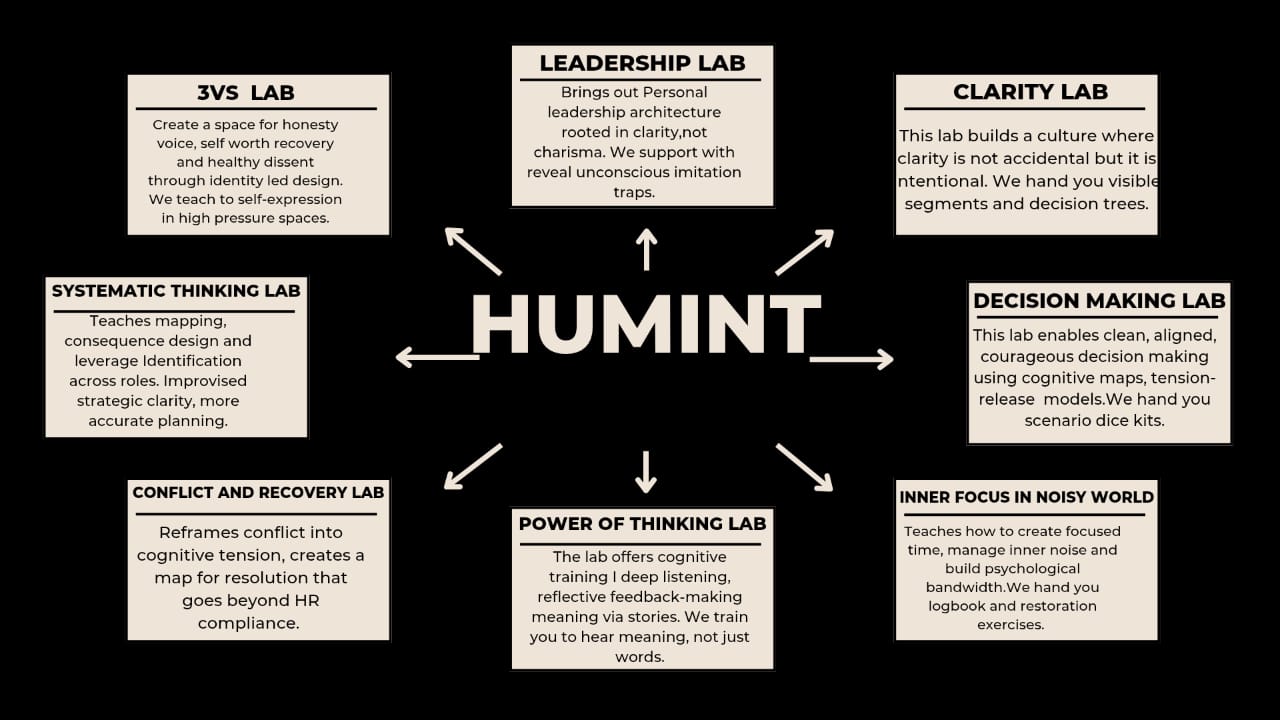 LEADERSHIP LAB
Brings out Personal
leadership architecture
rooted in clarity,not
charisma. We support with
reveal unconscious imitation
traps.
3VS LAB
Create a space for honesty
voice, self worth recovery
and healthy dissent
through identity led design.
We teach to self-expression
in high pressure spaces.
CLARITY LAB
This lab builds a culture where
clarity is not accidental but it is
ntentional. We hand you visible
segments and decision trees.
SYSTEMATIC THINKING LAB
Teaches mapping,
consequence design and
leverage Identification
across roles. Improvised
strategic clarity, more
accurate planning.
HUMINT
DECISION MAKING LAB
This lab enables clean, aligned,
courageous decision making
using cognitive maps, tension-
release models.We hand you
scenario dice kits.
CONFLICT AND RECOVERY LAB
Reframes conflict into
cognitive tension, creates a
map for resolution that
goes beyond HR
compliance.
POWER OF THINKING LAB
The lab offers cognitive
training I deep listening,
reflective feedback-making
meaning via stories. We train
you to hear meaning, not just
words.
INNER FOCUS IN NOISY WORLD
Teaches how to create focused
time, manage inner noise and
build psychological
bandwidth.We hand you
logbook and restoration
exercises.